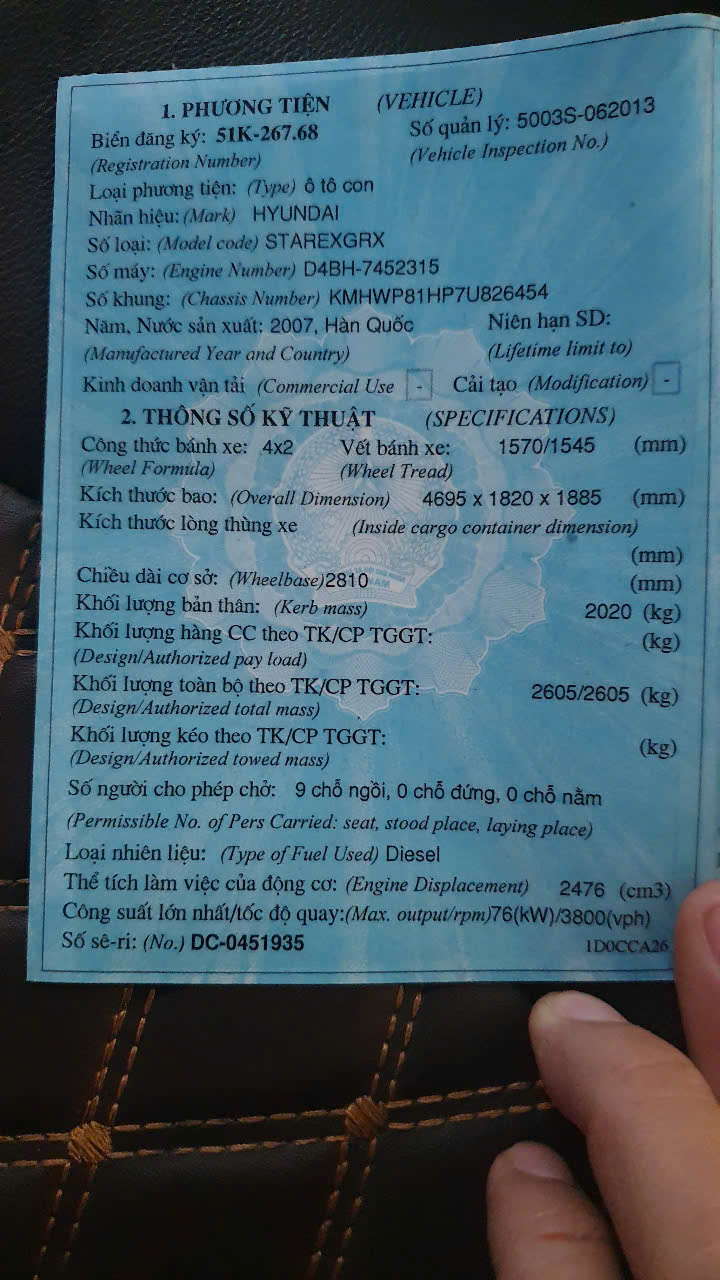 1. PHƯƠNG TIỆN (VEHICLE)
Biển đăng ký: 51K-267.68 Số quản lý: 5003S-062013
(Registration Number) (Vehicle Inspection No.)
Loại phương tiện: (Type) ô tô con
Nhãn hiệu: (Mark) HYUNDAI
Số loại: (Model code) STAREXGRX
Số máy: (Engine Number) D4BH-7452315
Số khung: (Chassis Number) KMHWP81HP7U826454
Năm, Nước sản xuất: 2007, Hàn Quốc Niên hạn SD:
(Manufactured Year and Country) (Lifetime limit to)
Kinh doanh vận tải (Commercial Use - Cải tạo (Modification) -
2. THÔNG SỐ KỸ THUẬT (SPECIFICATIONS)
Công thức bánh xe: 4x2 Vết bánh xe: 1570/1545 (mm)
(Wheel Formula) (Wheel Tread)
Kích thước bao: (Overall Dimension) 4695 x 1820 x 1885 (mm)
Kích thước lòng thùng xe (Inside cargo container dimension)
(mm)
Chiều dài cơ sở: (Wheelbase)2810 (mm)
Khối lượng bản thân: (Kerb mass) 2020 (kg)
Khối lượng hàng CC theo TK/CP TGGT: (kg)
(Design/Authorized pay load)
Khối lượng toàn bộ theo TK/CP TGGT: 2605/2605 (kg)
(Design/Authorized total mass)
Khối lượng kéo theo TK/CP TGGT: (kg)
(Design/Authorized towed mass)
Số người cho phép chở: 9 chỗ ngồi, 0 chỗ đứng, 0 chỗ nằm
(Permissible No. of Pers Carried: seat, stood place, laying place)
Loại nhiên liệu: (Type of Fuel Used) Diesel
Thể tích làm việc của động cơ: (Engine Displacement) 2476 (cm3)
Công suất lớn nhất/tốc độ quay:(Max. output/rpm)76(kW)/3800(vph)
Số sê-ri: (No.) DC-0451935 1D0CCA26